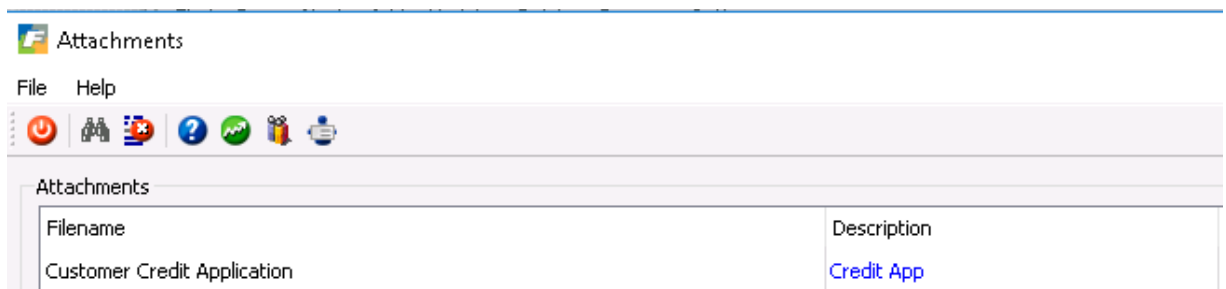 Attachments
File Help
Attachments
Filename Description
Customer Credit Application Credit App